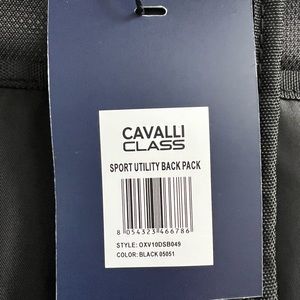 CAVALLI
CLASS
SPORT UTILITY BACK PACK
8 054323 466786
STYLE: OXV10DSB049
COLOR: BLACK 05051